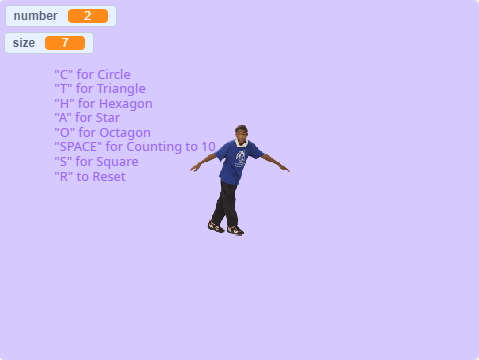 number 2
size 7
"C" for Circle
"T" for Triangle
"H" for Hexagon
"A" for Star
"O" for Octagon
"SPACE" for Counting to 10
"S" for Square
"R" to Reset